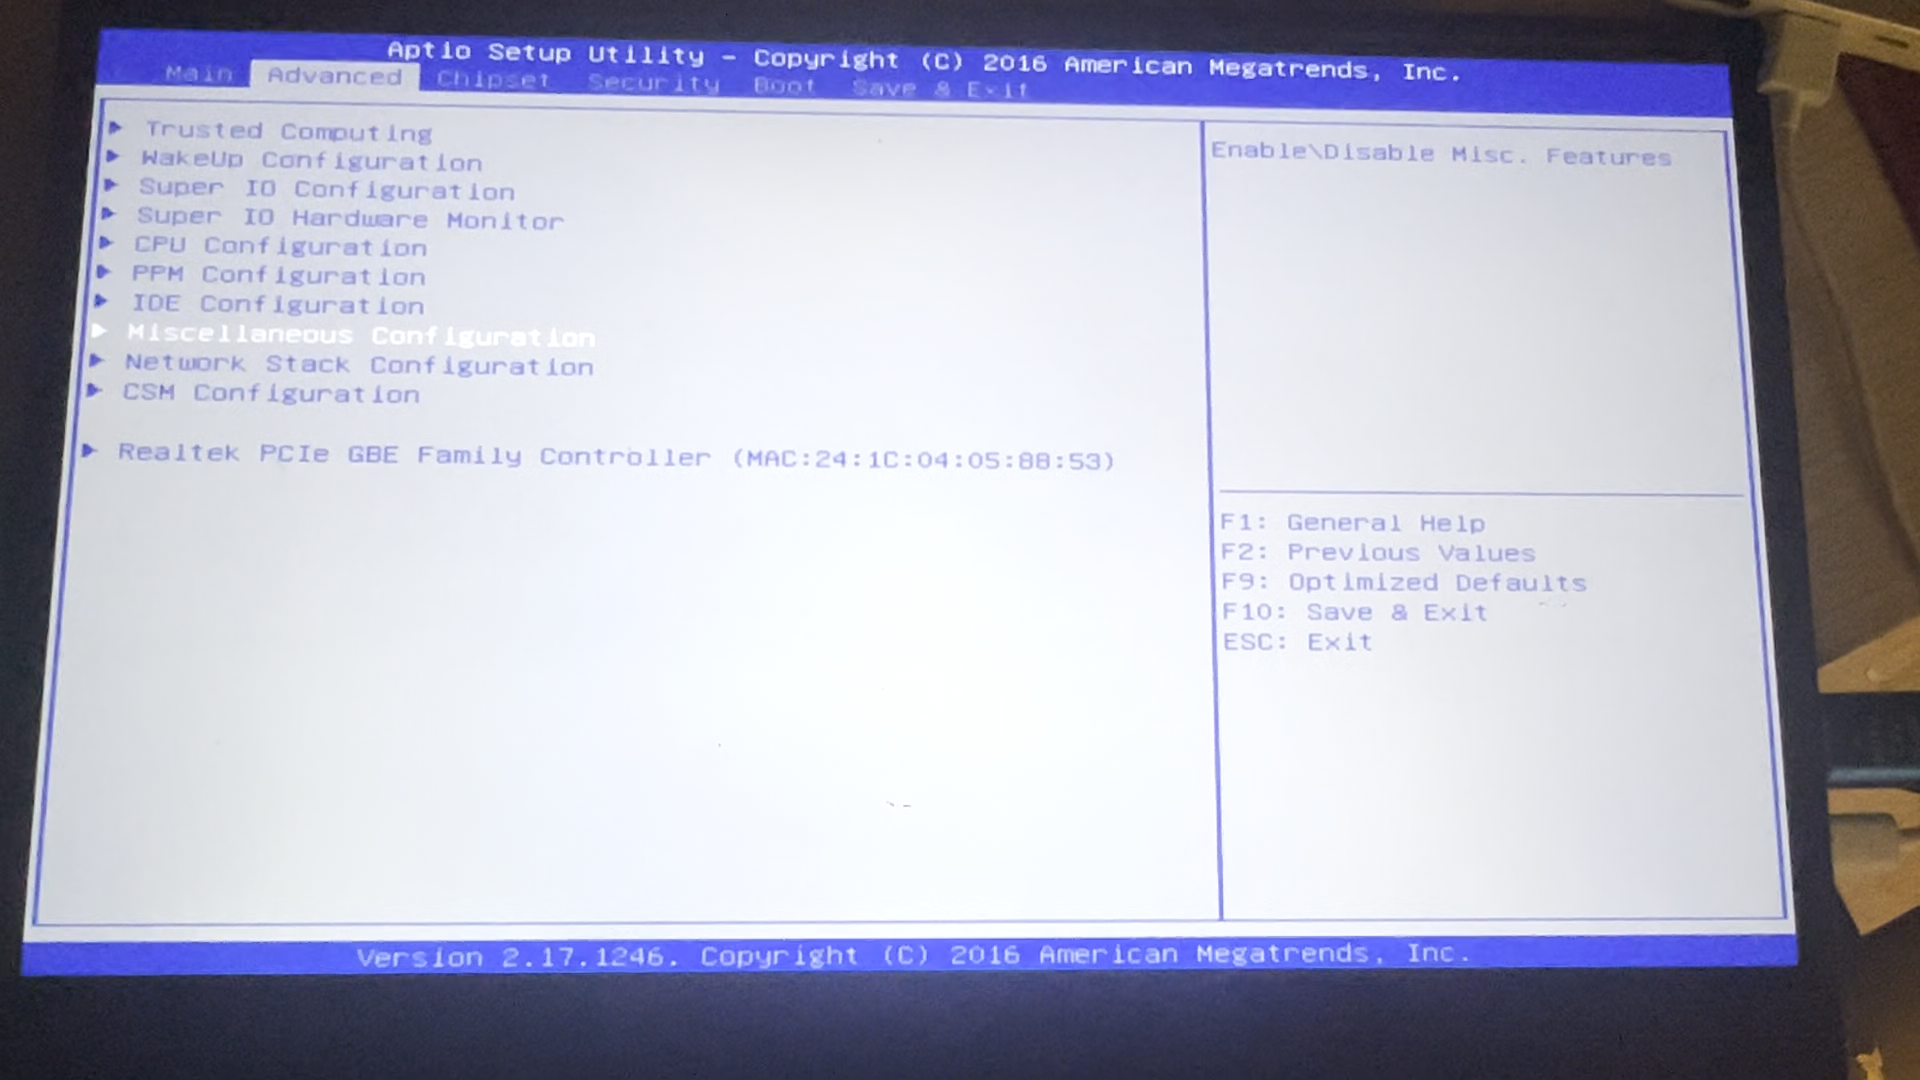 Aptio Setup Utility - Copyright (C) 2016 American Megatrends, Inc.
Main Advanced Chipset Security Boot Save & Exit
Trusted Computing
WakeUp Configuration
Super IO Configuration
Super IO Hardware Monitor
CPU Configuration
PPM Configuration
IDE Configuration
Miscellaneous Configuration
Network Stack Configuration
CSM Configuration
Realtek PCIe GBE Family Controller (MAC:24:1C:04:05:88:53)
Enable\Disable Misc. Features
F1: General Help
F2: Previous Values
F9: Optimized Defaults
F10: Save & Exit
ESC: Exit
Version 2.17.1246. Copyright (C) 2016 American Megatrends, Inc.